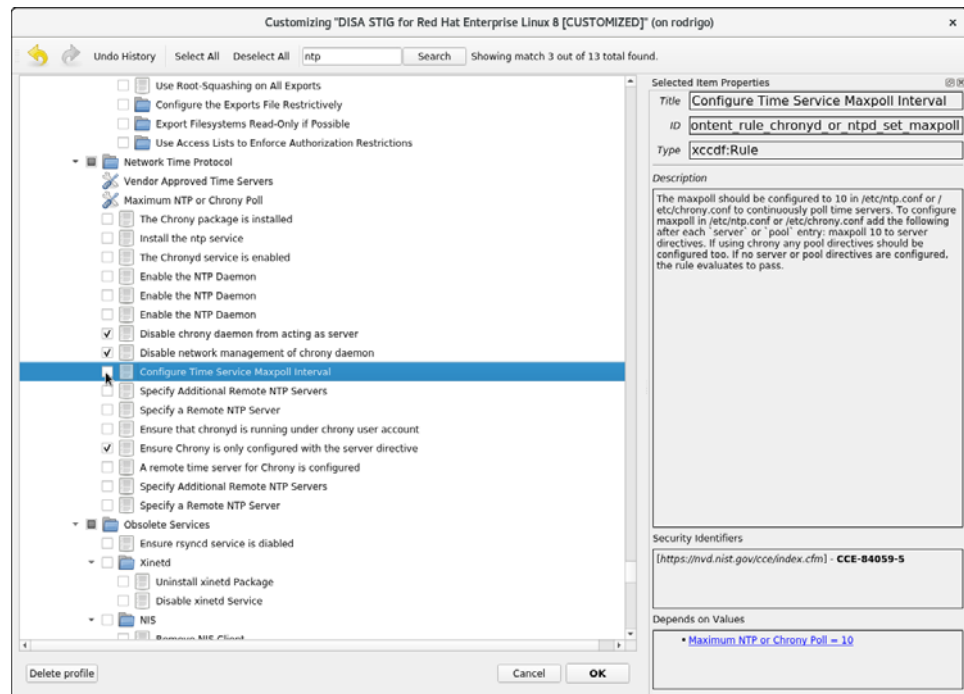 Customizing "DISA STIG for Red Hat Enterprise Linux 8 [CUSTOMIZED]" (on rodrigo)
Undo History Select All Deselect All ntp Search Showing match 3 out of 13 total found.
Use Root-Squashing on All Exports
Configure the Exports File Restrictively
Export Filesystems Read-Only if Possible
Use Access Lists to Enforce Authorization Restrictions
Network Time Protocol
Vendor Approved Time Servers
Maximum NTP or Chrony Poll
The Chrony package is installed
Install the ntp service
The Chronyd service is enabled
Enable the NTP Daemon
Enable the NTP Daemon
Enable the NTP Daemon
Disable chrony daemon from acting as server
Disable network management of chrony daemon
Configure Time Service Maxpoll Interval
Specify Additional Remote NTP Servers
Specify a Remote NTP Server
Ensure that chronyd is running under chrony user account
Ensure Chrony is only configured with the server directive
A remote time server for Chrony is configured
Specify Additional Remote NTP Servers
Specify a Remote NTP Server
Obsolete Services
Ensure rsyncd service is diabled
Xinetd
Uninstall xinetd Package
Disable xinetd Service
NIS
Remove NIS Client
Delete profile Cancel OK
Selected Item Properties
Title Configure Time Service Maxpoll Interval
ID ontent_rule_chronyd_or_ntpd_set_maxpoll
Type xccdf:Rule
Description
The maxpoll should be configured to 10 in /etc/ntp.conf or /
etc/chrony.conf to continuously poll time servers. To configure
maxpoll in /etc/ntp.conf or /etc/chrony.conf add the following
after each `server` or `pool` entry: maxpoll 10 to server
directives. If using chrony any pool directives should be
configured too. If no server or pool directives are configured,
the rule evaluates to pass.
Security Identifiers
[https://nvd.nist.gov/cce/index.cfm] - CCE-84059-5
Depends on Values
• Maximum NTP or Chrony Poll = 10